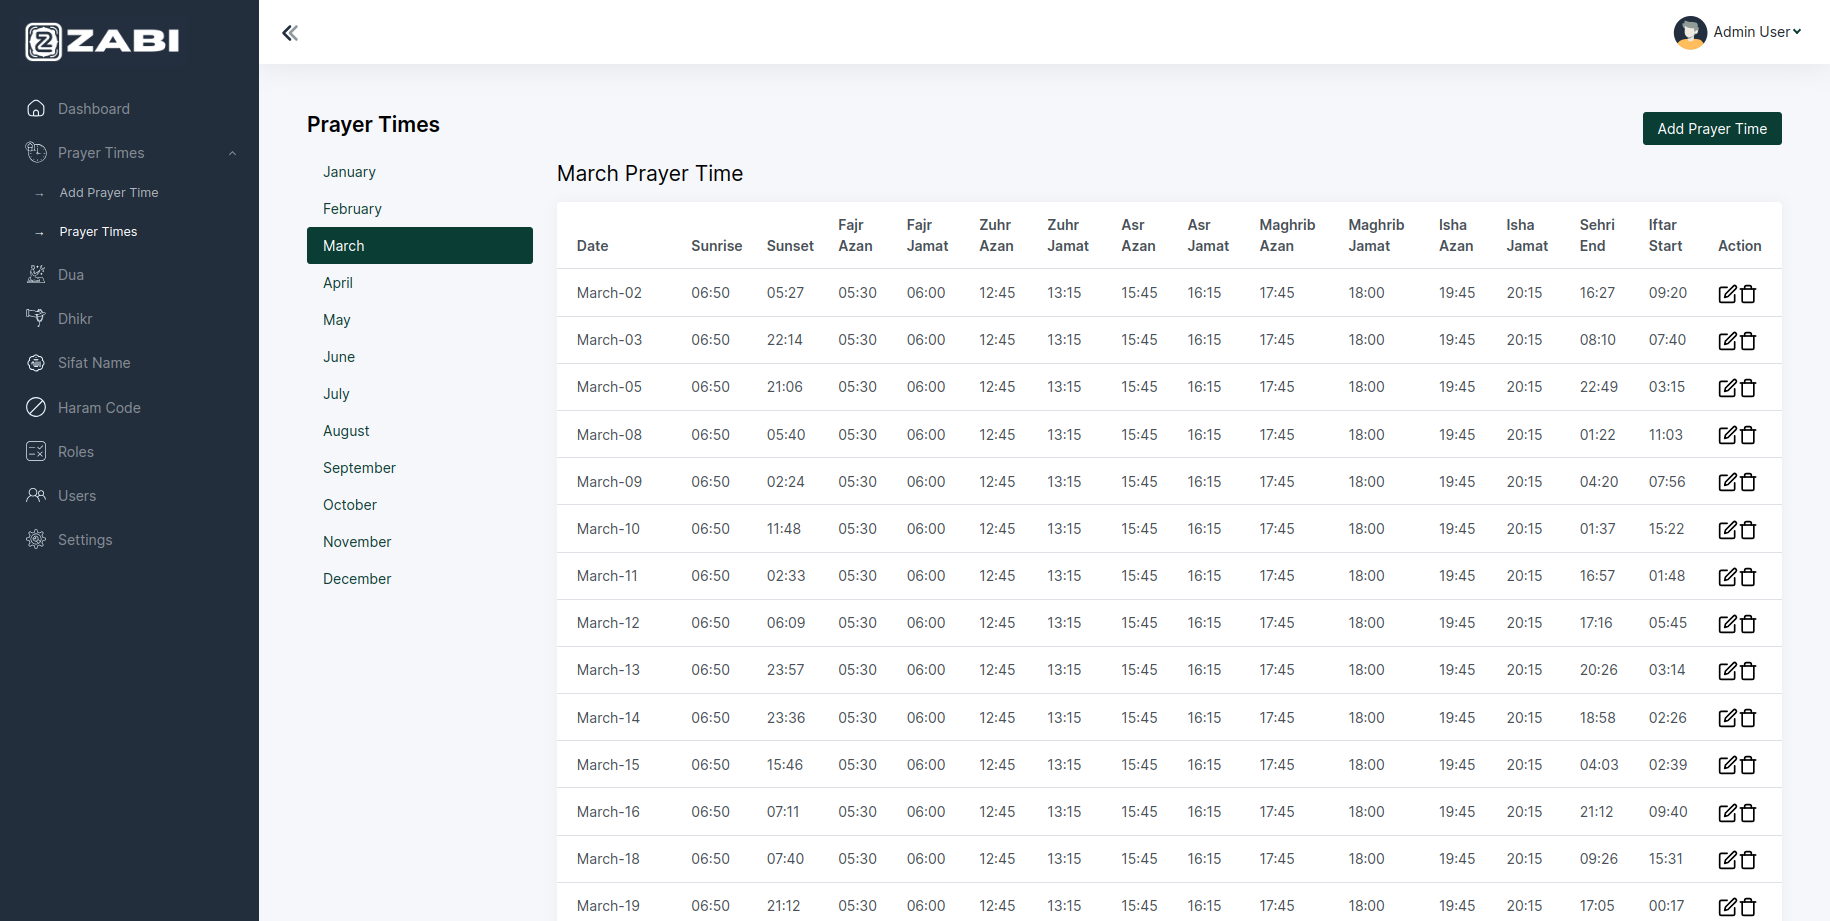 ZABI
Admin User
Dashboard
Prayer Times
→ Add Prayer Time
→ Prayer Times
Dua
Dhikr
Sifat Name
Haram Code
Roles
Users
Settings
Prayer Times
Add Prayer Time
January
February
March
April
May
June
July
August
September
October
November
December
March Prayer Time
Date Sunrise Sunset Fajr Azan Fajr Jamat Zuhr Azan Zuhr Jamat Asr Azan Asr Jamat Maghrib Azan Maghrib Jamat Isha Azan Isha Jamat Sehri End Iftar Start Action
March-02 06:50 05:27 05:30 06:00 12:45 13:15 15:45 16:15 17:45 18:00 19:45 20:15 16:27 09:20
March-03 06:50 22:14 05:30 06:00 12:45 13:15 15:45 16:15 17:45 18:00 19:45 20:15 08:10 07:40
March-05 06:50 21:06 05:30 06:00 12:45 13:15 15:45 16:15 17:45 18:00 19:45 20:15 22:49 03:15
March-08 06:50 05:40 05:30 06:00 12:45 13:15 15:45 16:15 17:45 18:00 19:45 20:15 01:22 11:03
March-09 06:50 02:24 05:30 06:00 12:45 13:15 15:45 16:15 17:45 18:00 19:45 20:15 04:20 07:56
March-10 06:50 11:48 05:30 06:00 12:45 13:15 15:45 16:15 17:45 18:00 19:45 20:15 01:37 15:22
March-11 06:50 02:33 05:30 06:00 12:45 13:15 15:45 16:15 17:45 18:00 19:45 20:15 16:57 01:48
March-12 06:50 06:09 05:30 06:00 12:45 13:15 15:45 16:15 17:45 18:00 19:45 20:15 17:16 05:45
March-13 06:50 23:57 05:30 06:00 12:45 13:15 15:45 16:15 17:45 18:00 19:45 20:15 20:26 03:14
March-14 06:50 23:36 05:30 06:00 12:45 13:15 15:45 16:15 17:45 18:00 19:45 20:15 18:58 02:26
March-15 06:50 15:46 05:30 06:00 12:45 13:15 15:45 16:15 17:45 18:00 19:45 20:15 04:03 02:39
March-16 06:50 07:11 05:30 06:00 12:45 13:15 15:45 16:15 17:45 18:00 19:45 20:15 21:12 09:40
March-18 06:50 07:40 05:30 06:00 12:45 13:15 15:45 16:15 17:45 18:00 19:45 20:15 09:26 15:31
March-19 06:50 21:12 05:30 06:00 12:45 13:15 15:45 16:15 17:45 18:00 19:45 20:15 17:05 00:17